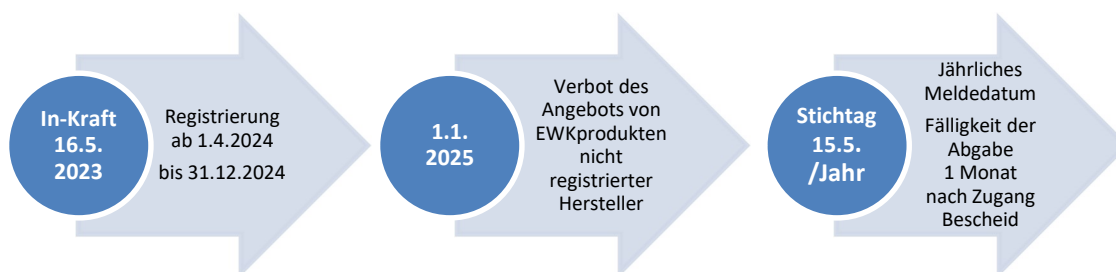 In-Kraft
16.5.
2023
Registrierung
ab 1.4.2024
bis 31.12.2024
1.1.
2025
Verbot des
Angebots von
EWKprodukten
nicht
registrierter
Hersteller
Stichtag
15.5.
/Jahr
Jährliches
Meldedatum
Fälligkeit der
Abgabe
1 Monat
nach Zugang
Bescheid